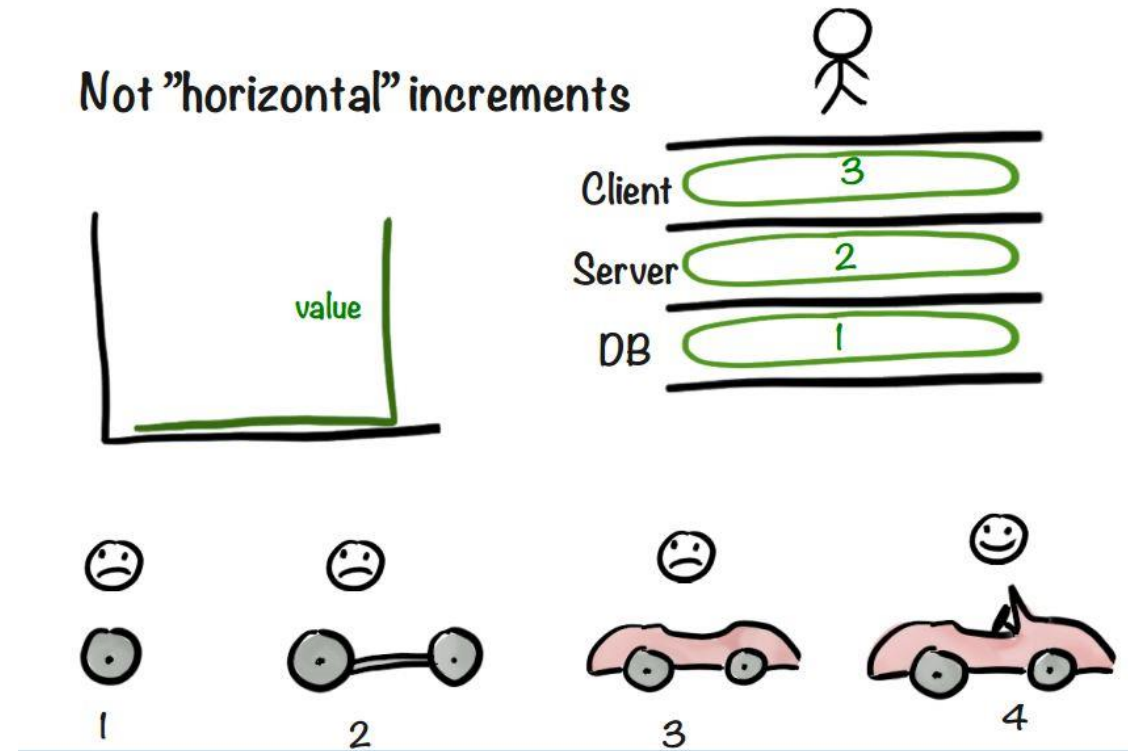 Not "horizontal" increments
Client 3
Server 2
DB 1
value
1 2 3 4